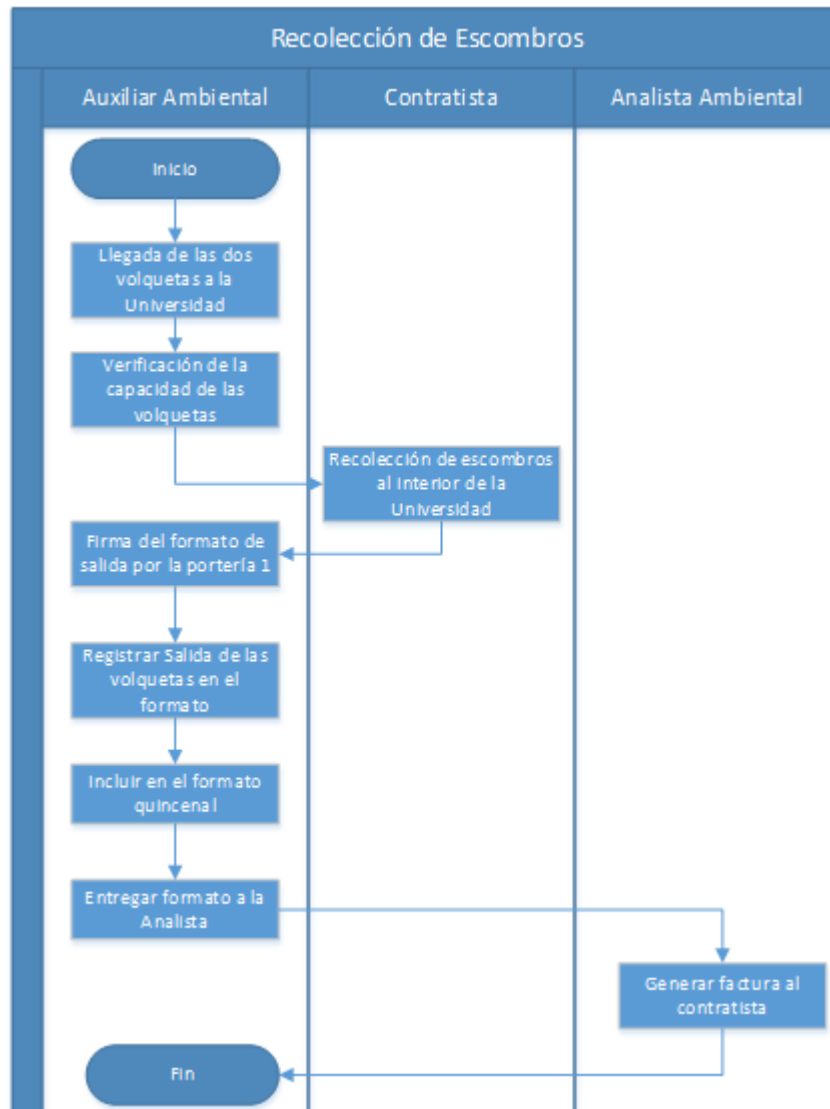 Recolección de Escombros
Auxiliar Ambiental
Contratista
Analista Ambiental
Inicio
Llegada de las dos
volquetas a la
Universidad
Verificación de la
capacidad de las
volquetas
Recolección de escombros
al interior de la
Universidad
Firma del formato de
salida por la portería 1
Registrar Salida de las
volquetas en el
formato
Incluir en el formato
quincenal
Entregar formato a la
Analista
Generar factura al
contratista
Fin